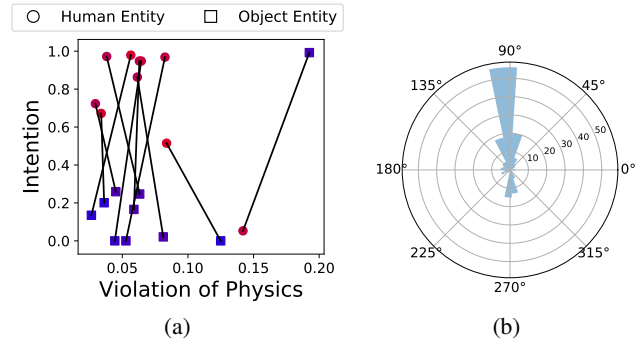 Human Entity Object Entity
1.0
0.8
0.6
0.4
0.2
0.0
Intention
0.05 0.10 0.15 0.20
Violation of Physics
(a)
90°
135° 45°
180° 0°
10 20 30 40 50
225° 315°
270°
(b)